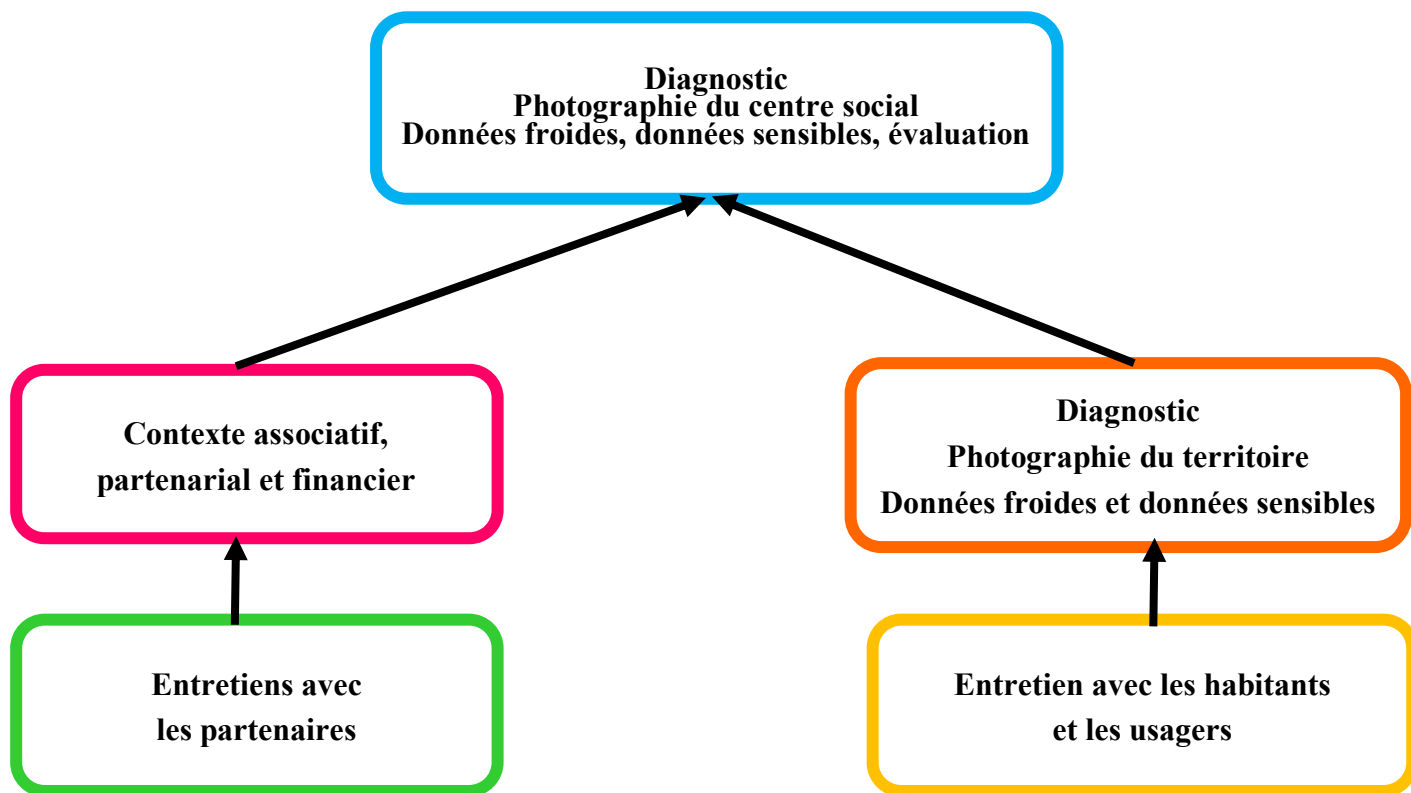 Diagnostic
Photographie du centre social
Données froides, données sensibles, évaluation
Contexte associatif,
partenarial et financier
Diagnostic
Photographie du territoire
Données froides et données sensibles
Entretiens avec
les partenaires
Entretien avec les habitants
et les usagers